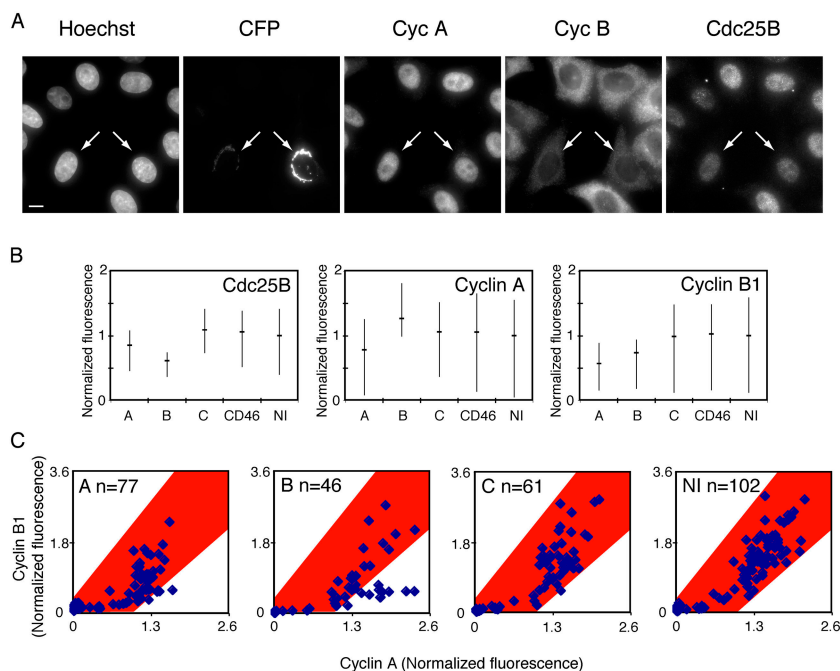 A
Hoechst CFP Cyc A Cyc B Cdc25B
B
Normalized fluorescence
2
1
0
Cdc25B
A B C CD46 NI
Normalized fluorescence
2
1
0
Cyclin A
A B C CD46 NI
Normalized fluorescence
2
1
0
Cyclin B1
A B C CD46 NI
C
Cyclin B1
(Normalized fluorescence)
3.6
1.8
0
A n=77
0 1.3 2.6
3.6
1.8
0
B n=46
0 1.3 2.6
3.6
1.8
0
C n=61
0 1.3 2.6
3.6
1.8
0
NI n=102
0 1.3 2.6
Cyclin A (Normalized fluorescence)